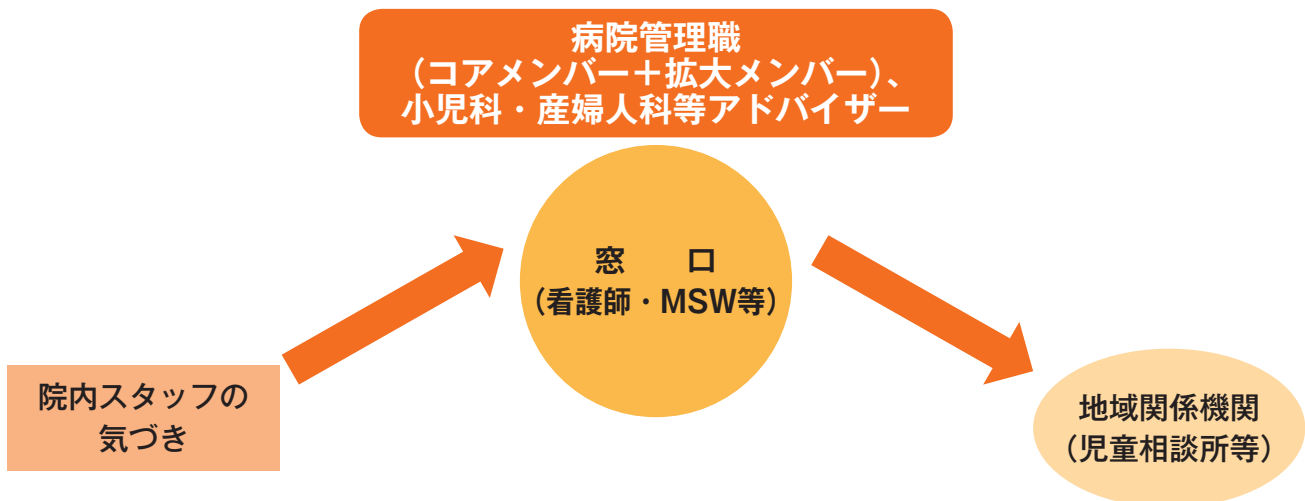 病院管理職
（コアメンバー＋拡大メンバー）、
小児科・産婦人科等アドバイザー
窓　　口
（看護師・MSW等）
院内スタッフの
気づき
地域関係機関
（児童相談所等）